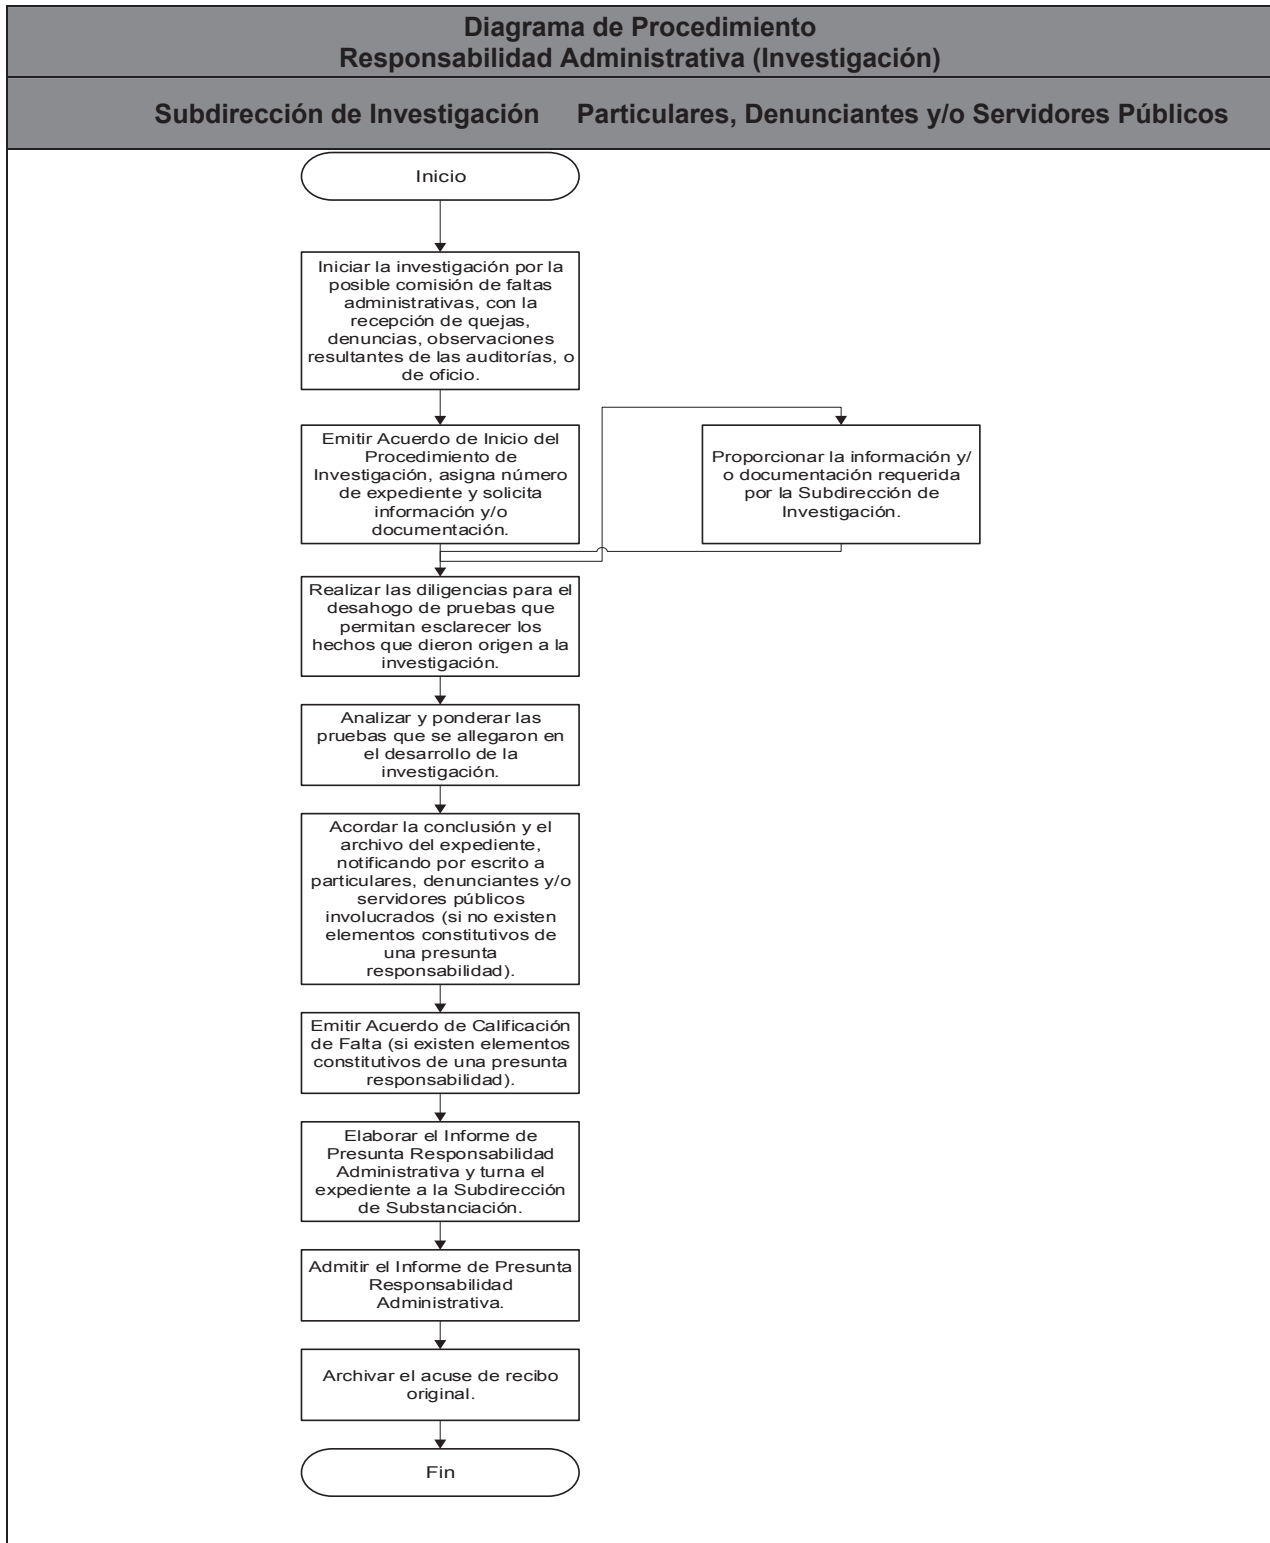 Diagrama de Procedimiento
Responsabilidad Administrativa (Investigación)
Subdirección de Investigación
Particulares, Denunciantes y/o Servidores Públicos
Inicio
Iniciar la investigación por la
posible comisión de faltas
administrativas, con la
recepción de quejas,
denuncias, observaciones
resultantes de las auditorías, o
de oficio.
Emitir Acuerdo de Inicio del
Procedimiento de
Investigación, asigna número
de expediente y solicita
información y/o
documentación.
Proporcionar la información y/
o documentación requerida
por la Subdirección de
Investigación.
Realizar las diligencias para el
desahogo de pruebas que
permitan esclarecer los
hechos que dieron origen a la
investigación.
Analizar y ponderar las
pruebas que se allegaron en
el desarrollo de la
investigación.
Acordar la conclusión y el
archivo del expediente,
notificando por escrito a
particulares, denunciantes y/o
servidores públicos
involucrados (si no existen
elementos constitutivos de
una presunta
responsabilidad).
Emitir Acuerdo de Calificación
de Falta (si existen elementos
constitutivos de una presunta
responsabilidad).
Elaborar el Informe de
Presunta Responsabilidad
Administrativa y turna el
expediente a la Subdirección
de Substanciación.
Admitir el Informe de Presunta
Responsabilidad
Administrativa.
Archivar el acuse de recibo
original.
Fin